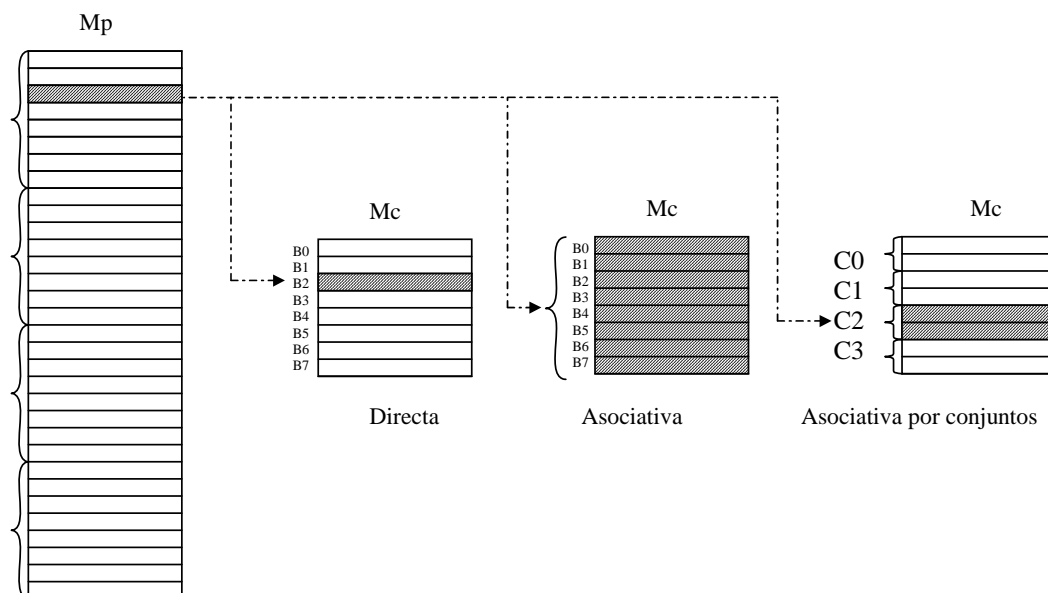 Mp
Mc
B0
B1
B2
B3
B4
B5
B6
B7
Directa
Mc
B0
B1
B2
B3
B4
B5
B6
B7
Asociativa
Mc
C0
C1
C2
C3
Asociativa por conjuntos